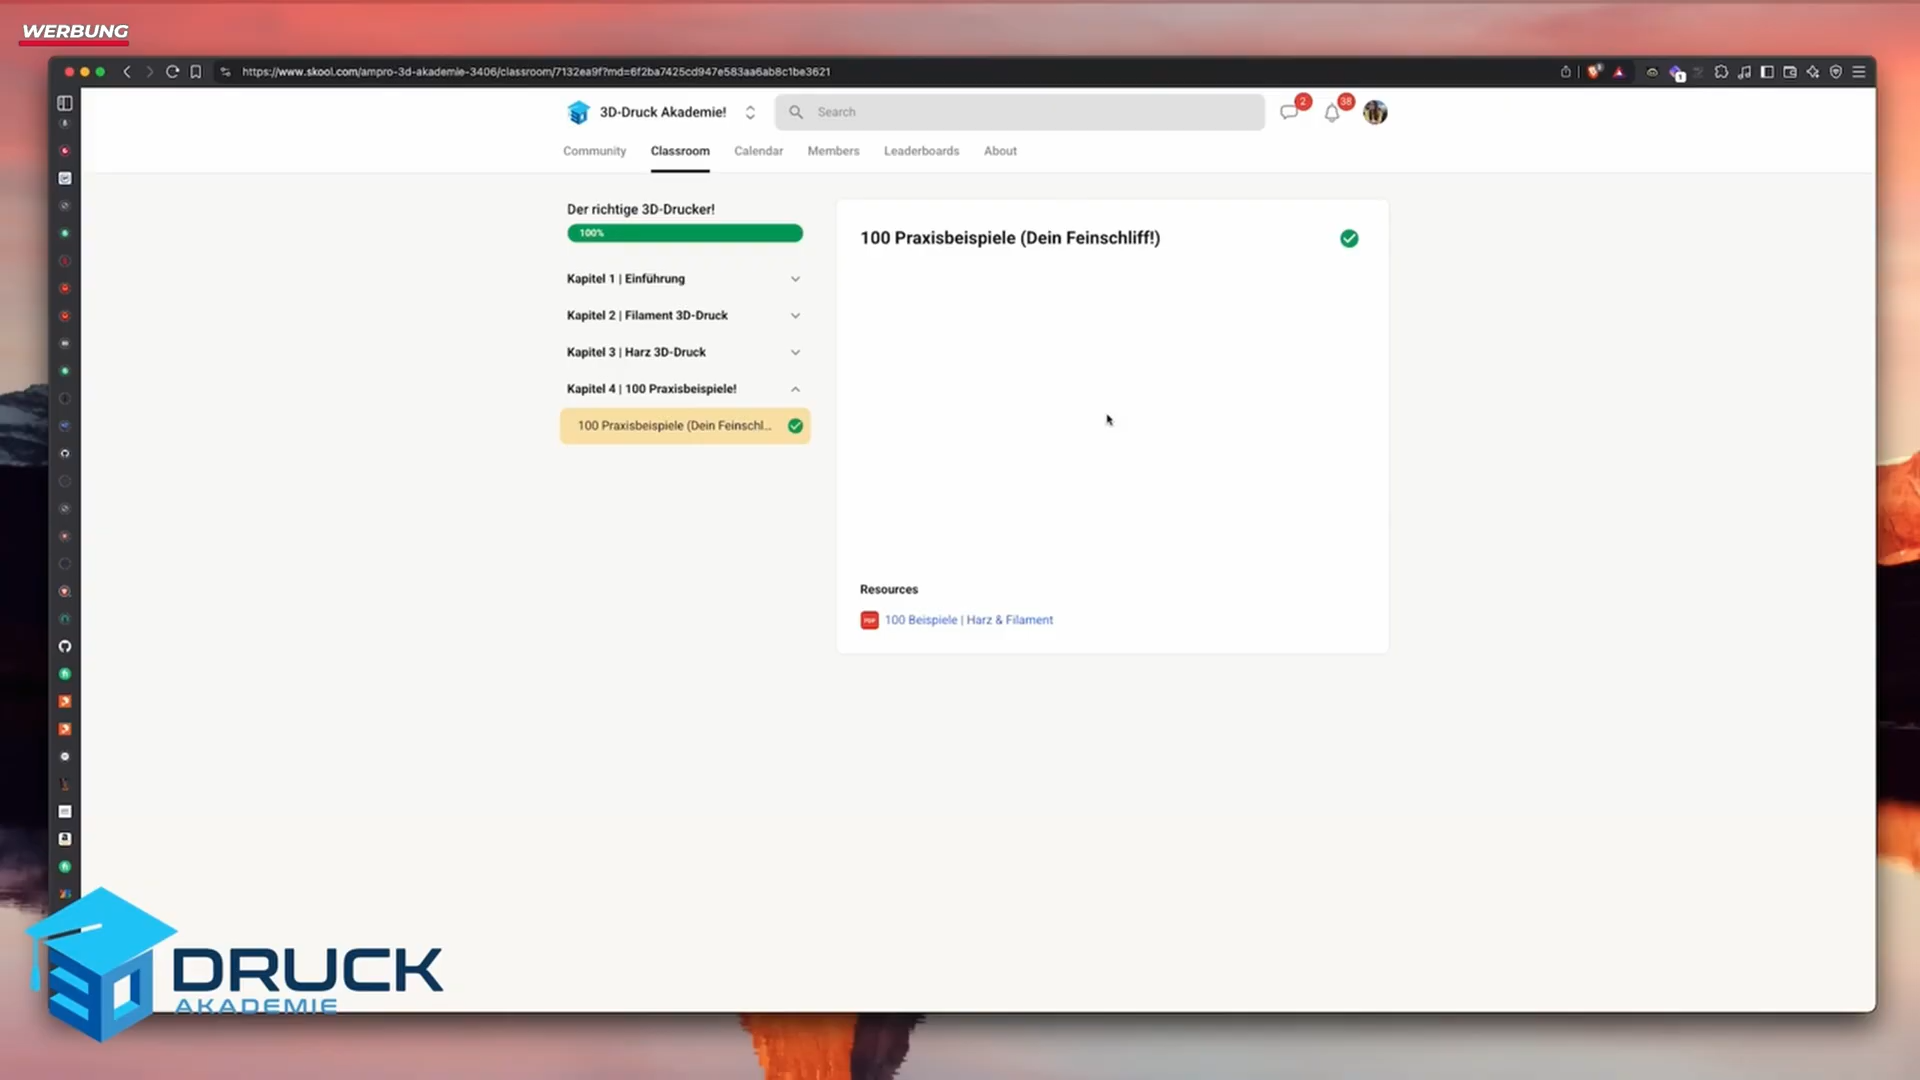 WERBUNG
https://www.skool.com/ampro-3d-akademie-3406/classroom/7132ea9f?md=6f2ba7425cd947e583aa6ab8c1be3621
3D-Druck Akademie!
Search
2
38
Community
Classroom
Calendar
Members
Leaderboards
About
Der richtige 3D-Drucker!
100%
Kapitel 1 | Einführung
Kapitel 2 | Filament 3D-Druck
Kapitel 3 | Harz 3D-Druck
Kapitel 4 | 100 Praxisbeispiele!
100 Praxisbeispiele (Dein Feinschl...
100 Praxisbeispiele (Dein Feinschliff!)
Resources
PDF
100 Beispiele | Harz & Filament
3D
DRUCK
AKADEMIE